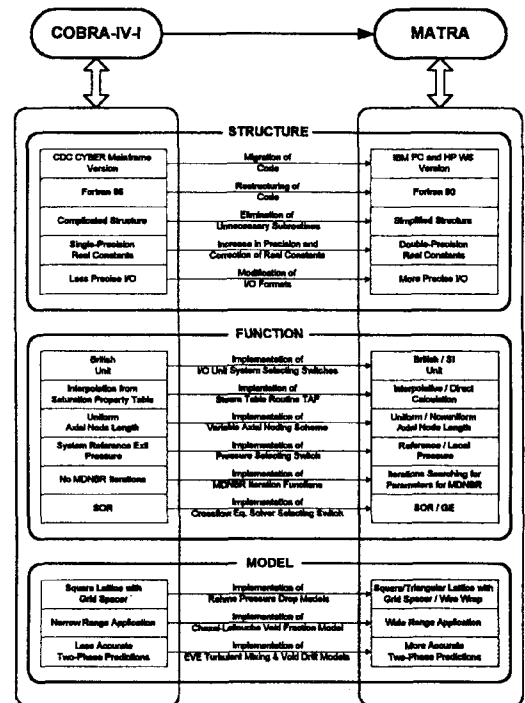 COBRA-IV-I
MATRA
STRUCTURE
CDC CYBER Mainframe
Version
Migration of
Code
IBM PC and HP WS
Version
Fortran 66
Restructuring of
Code
Fortran 90
Complicated Structure
Elimination of
Unnecessary Subroutines
Simplified Structure
Single-Precision
Real Constants
Increase in Precision and
Correction of Real Constants
Double-Precision
Real Constants
Less Precise I/O
Modification of
I/O Formats
More Precise I/O
FUNCTION
British
Unit
Implementation of
I/O Unit System Selecting Switches
British / SI
Unit
Interpolation from
Saturation Property Table
Implantation of
Steam Table Routine TAF
Interpolative / Direct
Calculation
Uniform
Axial Node Length
Implementation of
Variable Axial Noding Scheme
Uniform / Nonuniform
Axial Node Length
System Reference Exit
Pressure
Implementation of
Pressure Selecting Switch
Reference / Local
Pressure
No MDNBR Iterations
Implementation of
MDNBR Iteration Functions
Iterations Searching for
Parameters for MDNBR
SOR
Implementation of
Crossflow Eq. Solver Selecting Switch
SOR / GE
MODEL
Square Lattice with
Grid Spacer
Implementation of
Rehme Pressure Drop Models
Square/Triangular Lattice with
Grid Spacer / Wire Wrap
Narrow Range Application
Implementation of
Chexal-Lellouche Void Fraction Model
Wide Range Application
Less Accurate
Two-Phase Predictions
Implementation of
EVE Turbulent Mixing & Void Drift Models
More Accurate
Two-Phase Predictions